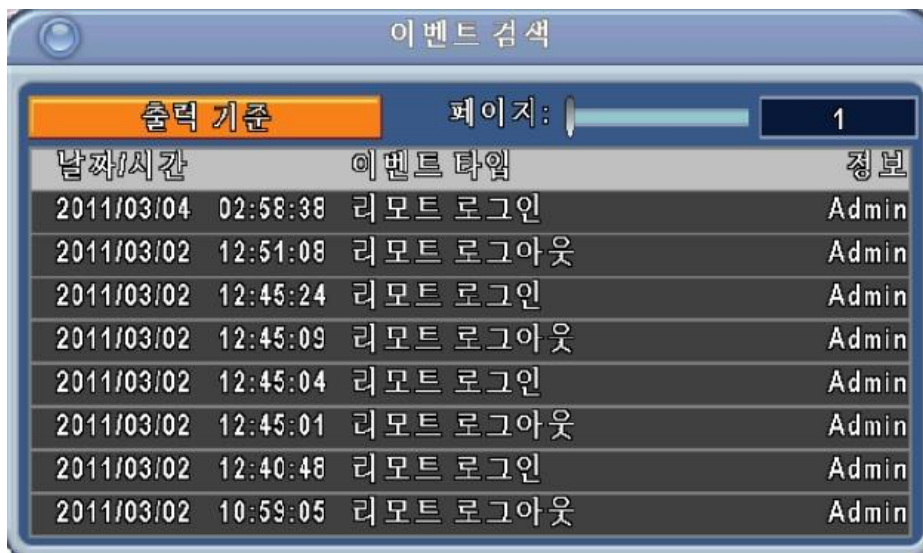 이벤트 검색
출력 기준 페이지: 1
날짜/시간 이벤트 타입 정보
2011/03/04 02:58:38 리모트 로그인 Admin
2011/03/02 12:51:08 리모트 로그아웃 Admin
2011/03/02 12:45:24 리모트 로그인 Admin
2011/03/02 12:45:09 리모트 로그아웃 Admin
2011/03/02 12:45:04 리모트 로그인 Admin
2011/03/02 12:45:01 리모트 로그아웃 Admin
2011/03/02 12:40:48 리모트 로그인 Admin
2011/03/02 10:59:05 리모트 로그아웃 Admin